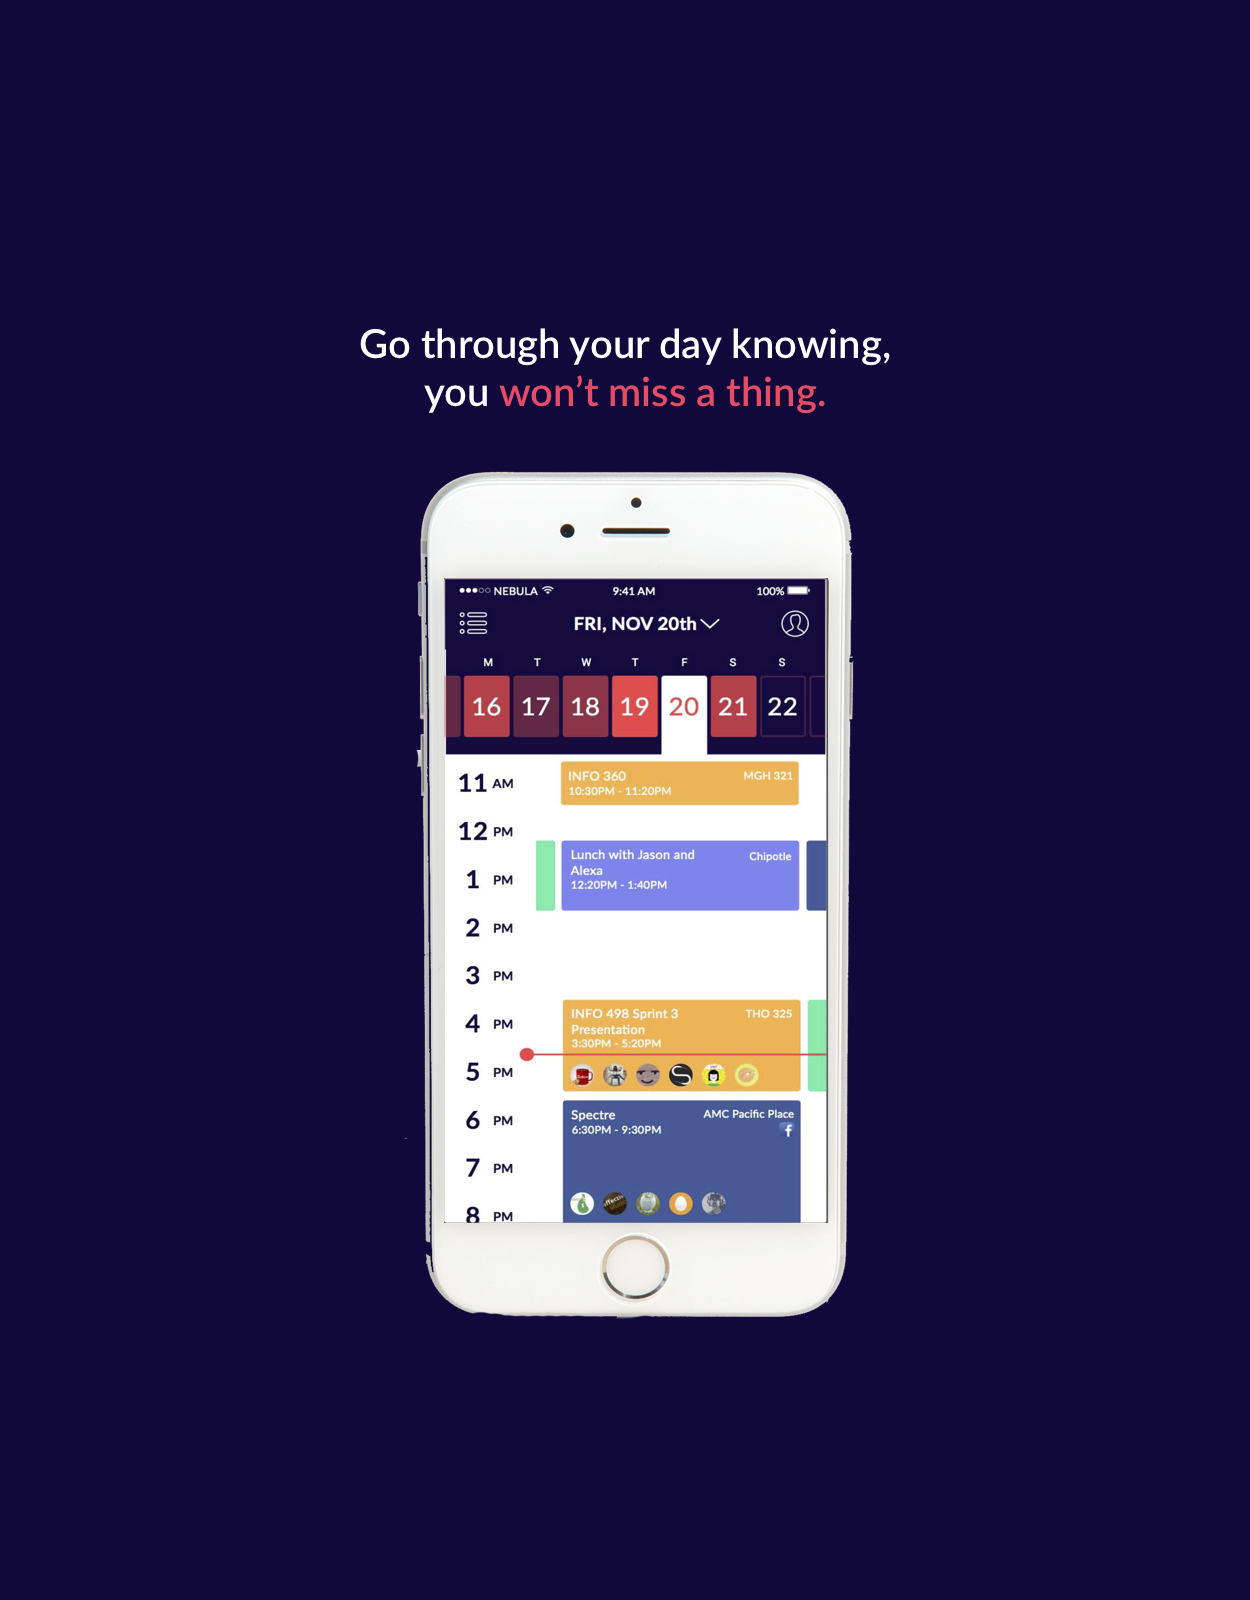 Go through your day knowing,
you won't miss a thing.
NEBULA 9:41 AM 100%
FRI, NOV 20th
M T W T F S S
16 17 18 19 20 21 22
11 AM
INFO 360 MGH 321
10:30PM - 11:20PM
12 PM
Lunch with Jason and Chipotle
Alexa
1 PM
12:20PM - 1:40PM
2 PM
3 PM
INFO 498 Sprint 3 THO 325
4 PM
Presentation
3:30PM - 5:20PM
5 PM
Spectre AMC Pacific Place
6 PM
6:30PM - 9:30PM
f
7 PM
8 PM